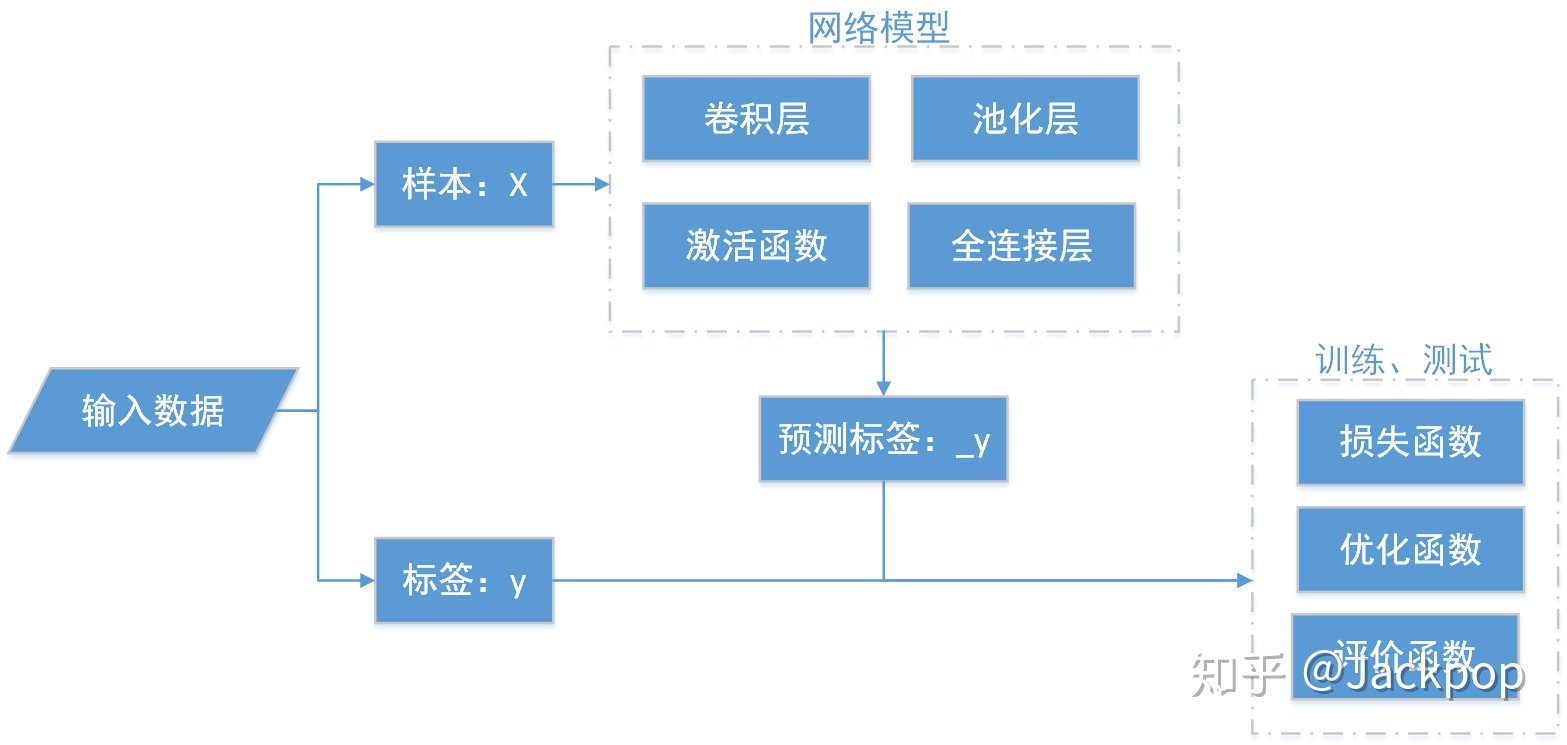 网络模型
卷积层
池化层
样本：X
激活函数
全连接层
训练、测试
输入数据
预测标签：_y
损失函数
优化函数
标签：y
评价函数
知乎 @Jackpop